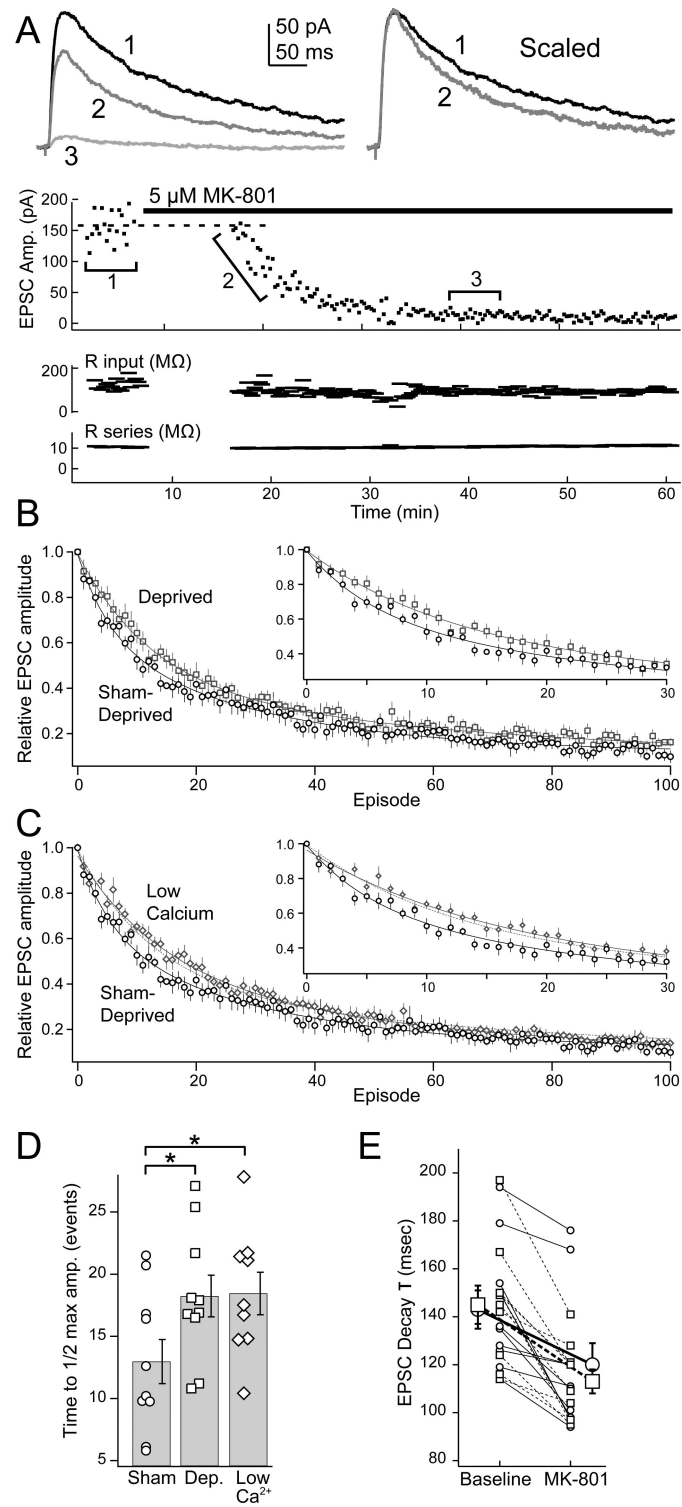 A
50 pA
50 ms
1
2
3
1
2
Scaled
5 µM MK-801
EPSC Amp. (pA)
200
150
100
50
0
1
2
3
R input (MΩ)
200
0
R series (MΩ)
10
0
10 20 30 40 50 60
Time (min)
B
Relative EPSC amplitude
1.0
0.8
0.6
0.4
0.2
Deprived
Sham-
Deprived
1.0
0.8
0.6
0.4
0 10 20 30
0 20 40 60 80 100
Episode
C
Relative EPSC amplitude
1.0
0.8
0.6
0.4
0.2
Low
Calcium
Sham-
Deprived
1.0
0.8
0.6
0.4
0 10 20 30
0 20 40 60 80 100
Episode
D
* 
*
Time to 1/2 max amp. (events)
25
20
15
10
5
Sham Dep. Low
Ca²⁺
E
EPSC Decay T (msec)
200
180
160
140
120
100
80
Baseline MK-801